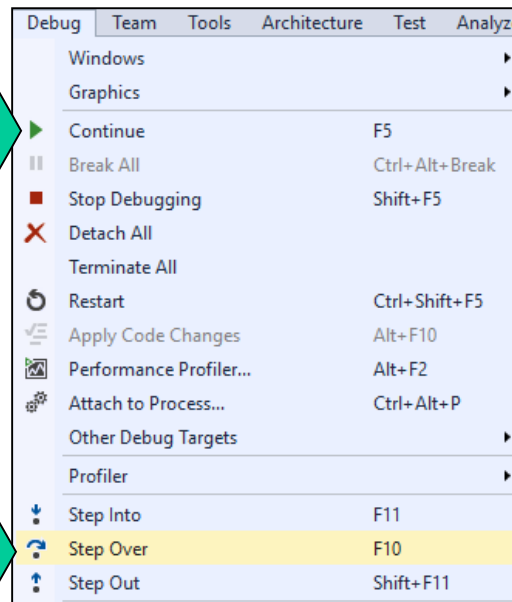 Debug Team Tools Architecture Test Analyz
Windows
Graphics
Continue F5
Break All Ctrl+Alt+Break
Stop Debugging Shift+F5
Detach All
Terminate All
Restart Ctrl+Shift+F5
Apply Code Changes Alt+F10
Performance Profiler... Alt+F2
Attach to Process... Ctrl+Alt+P
Other Debug Targets
Profiler
Step Into F11
Step Over F10
Step Out Shift+F11